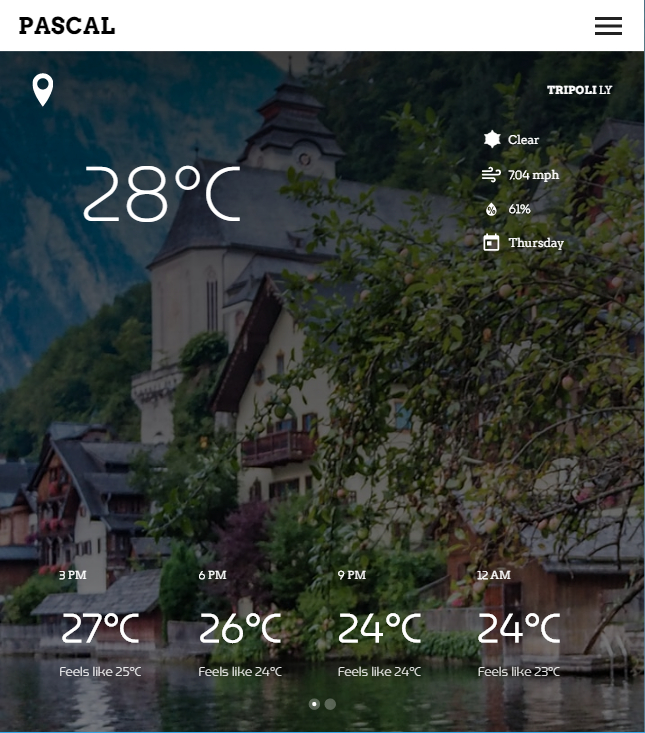 PASCAL
TRIPOLI LY
28°C
Clear
7.04 mph
61%
Thursday
3 PM
6 PM
9 PM
12 AM
27°C
26°C
24°C
24°C
Feels like 25°C
Feels like 24°C
Feels like 24°C
Feels like 23°C